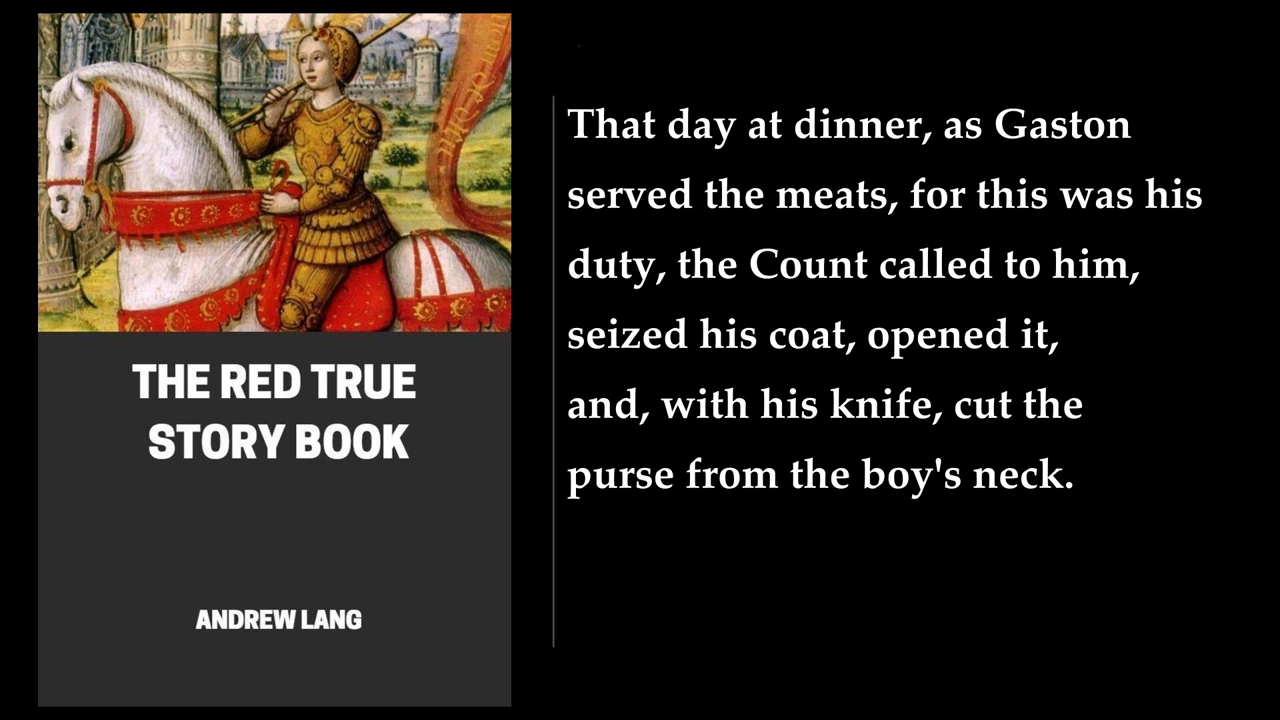 THE RED TRUE
STORY BOOK
ANDREW LANG
That day at dinner, as Gaston
served the meats, for this was his
duty, the Count called to him,
seized his coat, opened it,
and, with his knife, cut the
purse from the boy's neck.